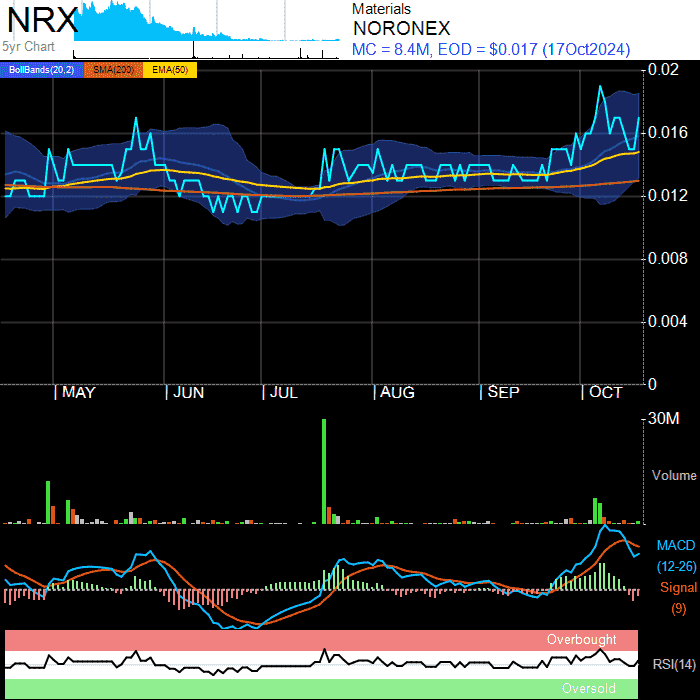 NRX
5yr Chart
Materials
NORONEX
MC = 8.4M, EOD = $0.017 (17Oct2024)
BollBands(20,2) SMA(200) EMA(50)
0.02
0.016
0.012
0.008
0.004
0
MAY JUN JUL AUG SEP OCT
30M
Volume
MACD
(12-26)
Signal
(9)
Overbought
RSI(14)
Oversold